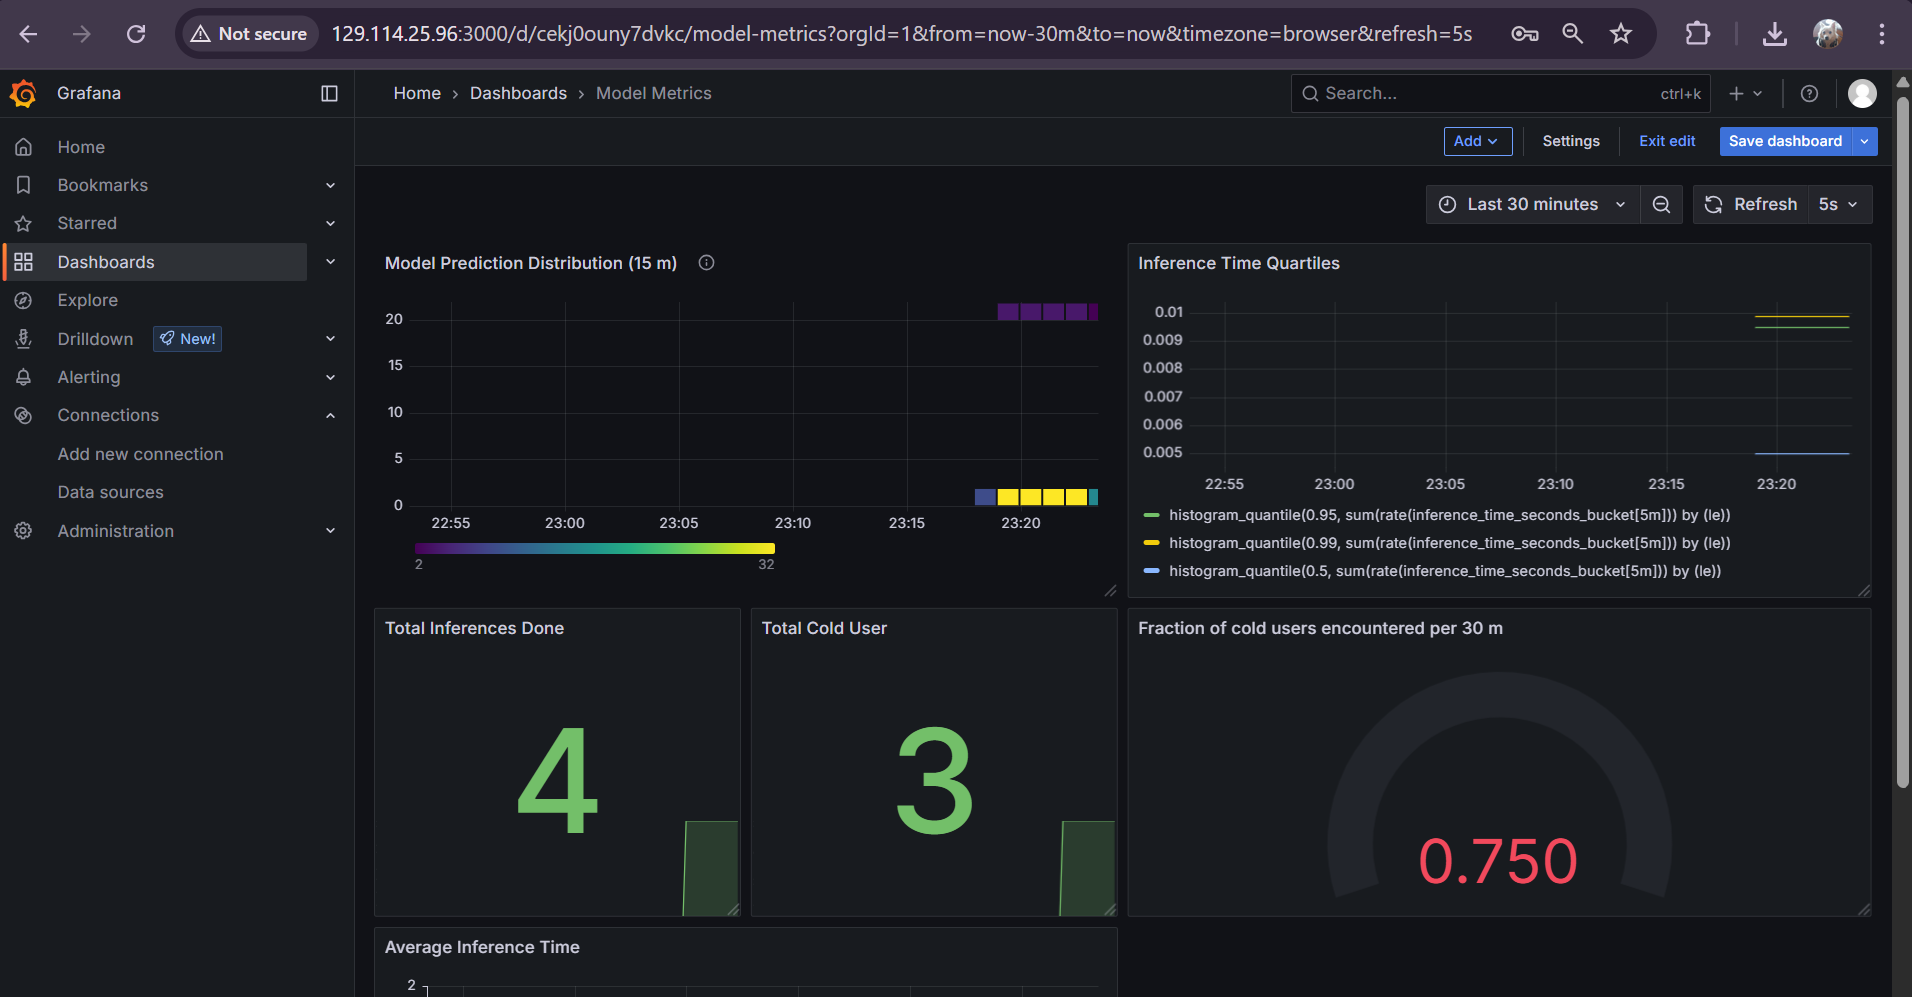 Not secure
129.114.25.96:3000/d/cekj0ouny7dvkc/model-metrics?orgId=1&from=now-30m&to=now&timezone=browser&refresh=5s
Grafana
Home › Dashboards › Model Metrics
Search...
ctrl+k
Add
Settings
Exit edit
Save dashboard
Home
Bookmarks
Starred
Dashboards
Explore
Drilldown
New!
Alerting
Connections
Add new connection
Data sources
Administration
Last 30 minutes
Refresh
5s
Model Prediction Distribution (15 m)
20
15
10
5
0
22:55
23:00
23:05
23:10
23:15
23:20
2
32
Inference Time Quartiles
0.01
0.009
0.008
0.007
0.006
0.005
22:55
23:00
23:05
23:10
23:15
23:20
histogram_quantile(0.95, sum(rate(inference_time_seconds_bucket[5m])) by (le))
histogram_quantile(0.99, sum(rate(inference_time_seconds_bucket[5m])) by (le))
histogram_quantile(0.5, sum(rate(inference_time_seconds_bucket[5m])) by (le))
Total Inferences Done
4
Total Cold User
3
Fraction of cold users encountered per 30 m
0.750
Average Inference Time
2